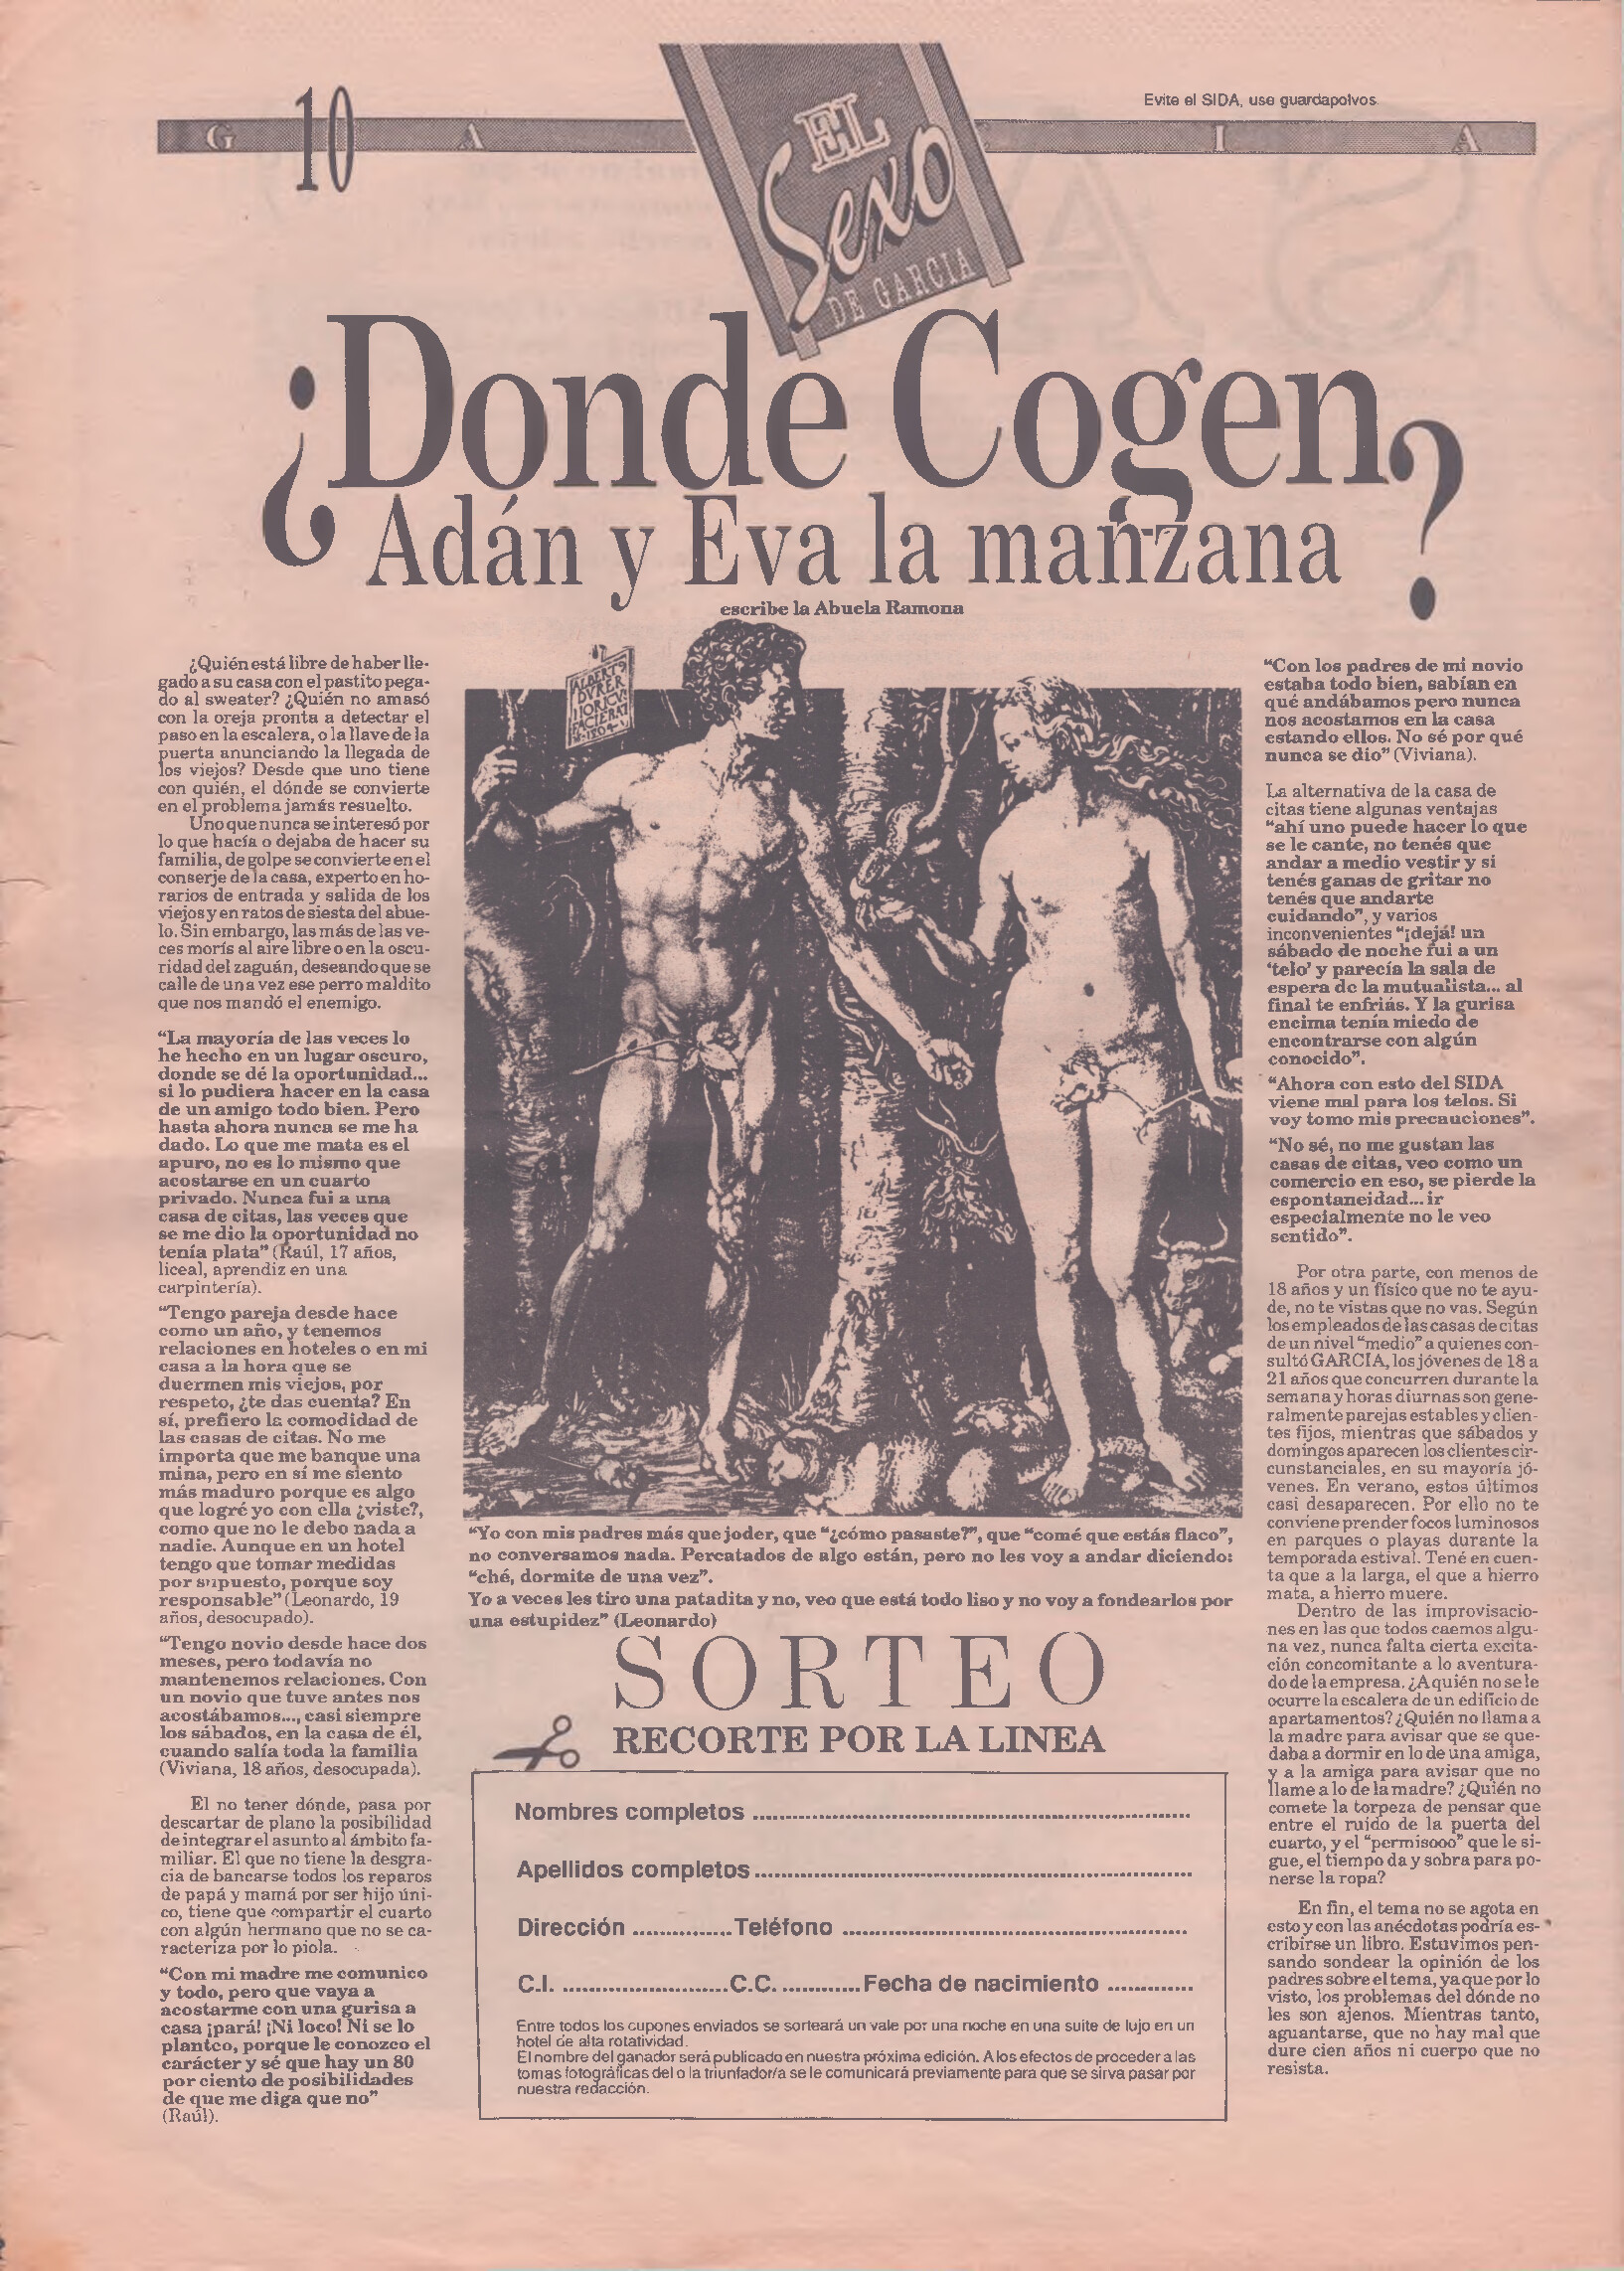 10
Evite el SIDA, use guardapolvos
G A C I A
EL
Sexo
DE GARCIA
¿Donde Cogen
Adán y Eva la manzana?
escribe la Abuela Ramona
¿Quién está libre de haber lle-
gado a su casa con el pastito pega-
do al sweater? ¿Quién no amasó
con la oreja pronta a detectar el
paso en la escalera, o la llave de la
puerta anunciando la llegada de
los viejos? Desde que uno tiene
con quién, el dónde se convierte
en el problema jamás resuelto.
Uno que nunca se interesó por
lo que hacía o dejaba de hacer su
familia, de golpe se convierte en el
conserje de la casa, experto en ho-
rarios de entrada y salida de los
viejos y en ratos de siesta del abue-
lo. Sin embargo, las más de las ve-
ces morís al aire libre o en la oscu-
ridad del zaguán, deseando que se
calle de una vez ese perro maldito
que nos mandó el enemigo.
“La mayoría de las veces lo
he hecho en un lugar oscuro,
donde se dé la oportunidad...
si lo pudiera hacer en la casa
de un amigo todo bien. Pero
hasta ahora nunca se me ha
dado. Lo que me mata es el
apuro, no es lo mismo que
acostarse en un cuarto
privado. Nunca fui a una
casa de citas, las veces que
se me dio la oportunidad no
tenía plata” (Raúl, 17 años,
liceal, aprendiz en una
carpintería).
“Tengo pareja desde hace
como un año, y tenemos
relaciones en hoteles o en mi
casa a la hora que se
duermen mis viejos, por
respeto, ¿te das cuenta? En
sí, prefiero la comodidad de
las casas de citas. No me
importa que me banque una
mina, pero en sí me siento
más maduro porque es algo
que logré yo con ella ¿viste?,
como que no le debo nada a
nadie. Aunque en un hotel
tengo que tomar medidas
por supuesto, porque soy
responsable” (Leonardo, 19
años, desocupado).
“Tengo novio desde hace dos
meses, pero todavía no
mantenemos relaciones. Con
un novio que tuve antes nos
acostábamos..., casi siempre
los sábados, en la casa de él,
cuando salía toda la familia
(Viviana, 18 años, desocupada).
El no tener dónde, pasa por
descartar de plano la posibilidad
de integrar el asunto al ámbito fa-
miliar. El que no tiene la desgra-
cia de bancarse todos los reparos
de papá y mamá por ser hijo úni-
co, tiene que compartir el cuarto
con algún hermano que no se ca-
racteriza por lo piola.
“Con mi madre me comunico
y todo, pero que vaya a
acostarme con una gurisa a
casa ¡pará! ¡Ni loco! Ni se lo
planteo, porque le conozco el
carácter y sé que hay un 80
por ciento de posibilidades
de que me diga que no”
(Raúl).
ALBERT9
DVRER
NORICVS
FACIEBAT
1504
“Yo con mis padres más que joder, que “¿cómo pasaste?”, que “comé que estás flaco”,
no conversamos nada. Percatados de algo están, pero no les voy a andar diciendo:
“ché, dormite de una vez”.
Yo a veces les tiro una patadita y no, veo que está todo liso y no voy a fondearlos por
una estupidez” (Leonardo)
SORTEO
RECORTE POR LA LINEA
Nombres completos ....................
Apellidos completos....................
Dirección ...............Teléfono ....................
C.I. .........................C.C. ............Fecha de nacimiento .............
Entre todos los cupones enviados se sorteará un vale por una noche en una suite de lujo en un
hotel de alta rotatividad.
El nombre del ganador será publicado en nuestra próxima edición. A los efectos de proceder a las
tomas fotográficas del o la triunfador/a se le comunicará previamente para que se sirva pasar por
nuestra redacción.
“Con los padres de mi novio
estaba todo bien, sabían en
qué andábamos pero nunca
nos acostamos en la casa
estando ellos. No sé por qué
nunca se dio” (Viviana).
La alternativa de la casa de
citas tiene algunas ventajas
“ahí uno puede hacer lo que
se le cante, no tenés que
andar a medio vestir y si
tenés ganas de gritar no
tenés que andarte
cuidando”, y varios
inconvenientes “¡dejá! un
sábado de noche fui a un
‘telo’ y parecía la sala de
espera de la mutualista... al
final te enfriás. Y la gurisa
encima tenía miedo de
encontrarse con algún
conocido”.
“Ahora con esto del SIDA
viene mal para los telos. Si
voy tomo mis precauciones”.
“No sé, no me gustan las
casas de citas, veo como un
comercio en eso, se pierde la
espontaneidad... ir
especialmente no le veo
sentido”.
Por otra parte, con menos de
18 años y un físico que no te ayu-
de, no te vistas que no vas. Según
los empleados de las casas de citas
de un nivel “medio” a quienes con-
sultó GARCIA, los jóvenes de 18 a
21 años que concurren durante la
semana y horas diurnas son gene-
ralmente parejas estables y clien-
tes fijos, mientras que sábados y
domingos aparecen los clientes cir-
cunstanciales, en su mayoría jó-
venes. En verano, estos últimos
casi desaparecen. Por ello no te
conviene prender focos luminosos
en parques o playas durante la
temporada estival. Tené en cuen-
ta que a la larga, el que a hierro
mata, a hierro muere.
Dentro de las improvisacio-
nes en las que todos caemos algu-
na vez, nunca falta cierta excita-
ción concomitante a lo aventura-
do de la empresa. ¿A quién no se le
ocurre la escalera de un edificio de
apartamentos? ¿Quién no llama a
la madre para avisar que se que-
daba a dormir en lo de una amiga,
y a la amiga para avisar que no
llame a lo de la madre? ¿Quién no
comete la torpeza de pensar que
entre el ruido de la puerta del
cuarto, y el “permisooo” que le si-
gue, el tiempo da y sobra para po-
nerse la ropa?
En fin, el tema no se agota en
esto y con las anécdotas podría es-
cribirse un libro. Estuvimos pen-
sando sondear la opinión de los
padres sobre el tema, ya que por lo
visto, los problemas del dónde no
les son ajenos. Mientras tanto,
aguantarse, que no hay mal que
dure cien años ni cuerpo que no
resista.